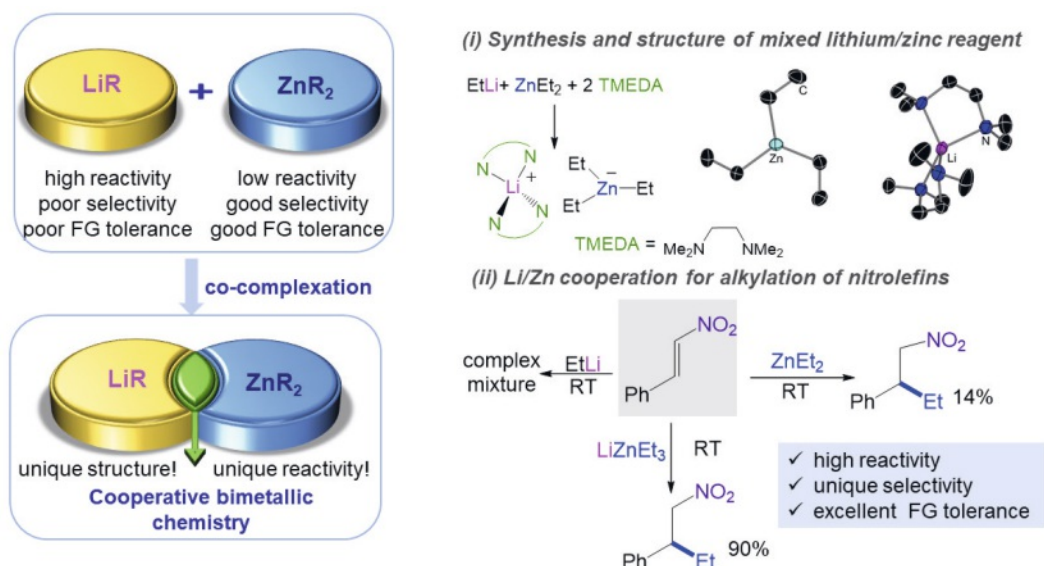 LiR
+
ZnR2
high reactivity
poor selectivity
poor FG tolerance
low reactivity
good selectivity
good FG tolerance
co-complexation
LiR
ZnR2
unique structure!
unique reactivity!
Cooperative bimetallic
chemistry
(i) Synthesis and structure of mixed lithium/zinc reagent
EtLi+ ZnEt2 + 2 TMEDA
N
N
Li
+
N
N
Et
Zn
−
Et
Et
C
Zn
Li
N
TMEDA = Me2N NMe2
(ii) Li/Zn cooperation for alkylation of nitrolefins
complex
mixture
EtLi
RT
NO2
Ph
ZnEt2
RT
NO2
Ph
Et
14%
LiZnEt3
RT
NO2
Ph
Et
90%
✓ high reactivity
✓ unique selectivity
✓ excellent FG tolerance